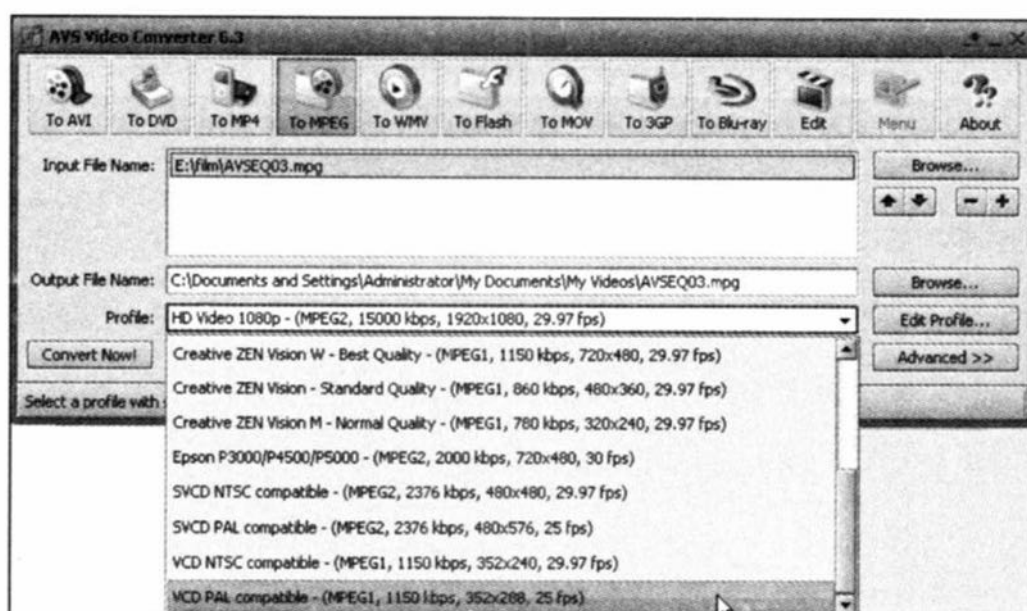 AVS Video Converter 6.3
To AVI To DVD To MP4 To MPEG To WMV To Flash To MOV To 3GP To Blu-ray Edit Menu About
Input File Name: E:\film\AVSEQ03.mpg Browse...
Output File Name: C:\Documents and Settings\Administrator\My Documents\My Videos\AVSEQ03.mpg Browse...
Profile: HD Video 1080p - (MPEG2, 15000 kbps, 1920x1080, 29.97 fps) Edit Profile...
Convert Now! Creative ZEN Vision W - Best Quality - (MPEG1, 1150 kbps, 720x480, 29.97 fps) Advanced >>
Creative ZEN Vision - Standard Quality - (MPEG1, 860 kbps, 480x360, 29.97 fps)
Select a profile with
Creative ZEN Vision M - Normal Quality - (MPEG1, 780 kbps, 320x240, 29.97 fps)
Epson P3000/P4500/P5000 - (MPEG2, 2000 kbps, 720x480, 30 fps)
SVCD NTSC compatible - (MPEG2, 2376 kbps, 480x480, 29.97 fps)
SVCD PAL compatible - (MPEG2, 2376 kbps, 480x576, 25 fps)
VCD NTSC compatible - (MPEG1, 1150 kbps, 352x240, 29.97 fps)
VCD PAL compatible - (MPEG1, 1150 kbps, 352x288, 25 fps)